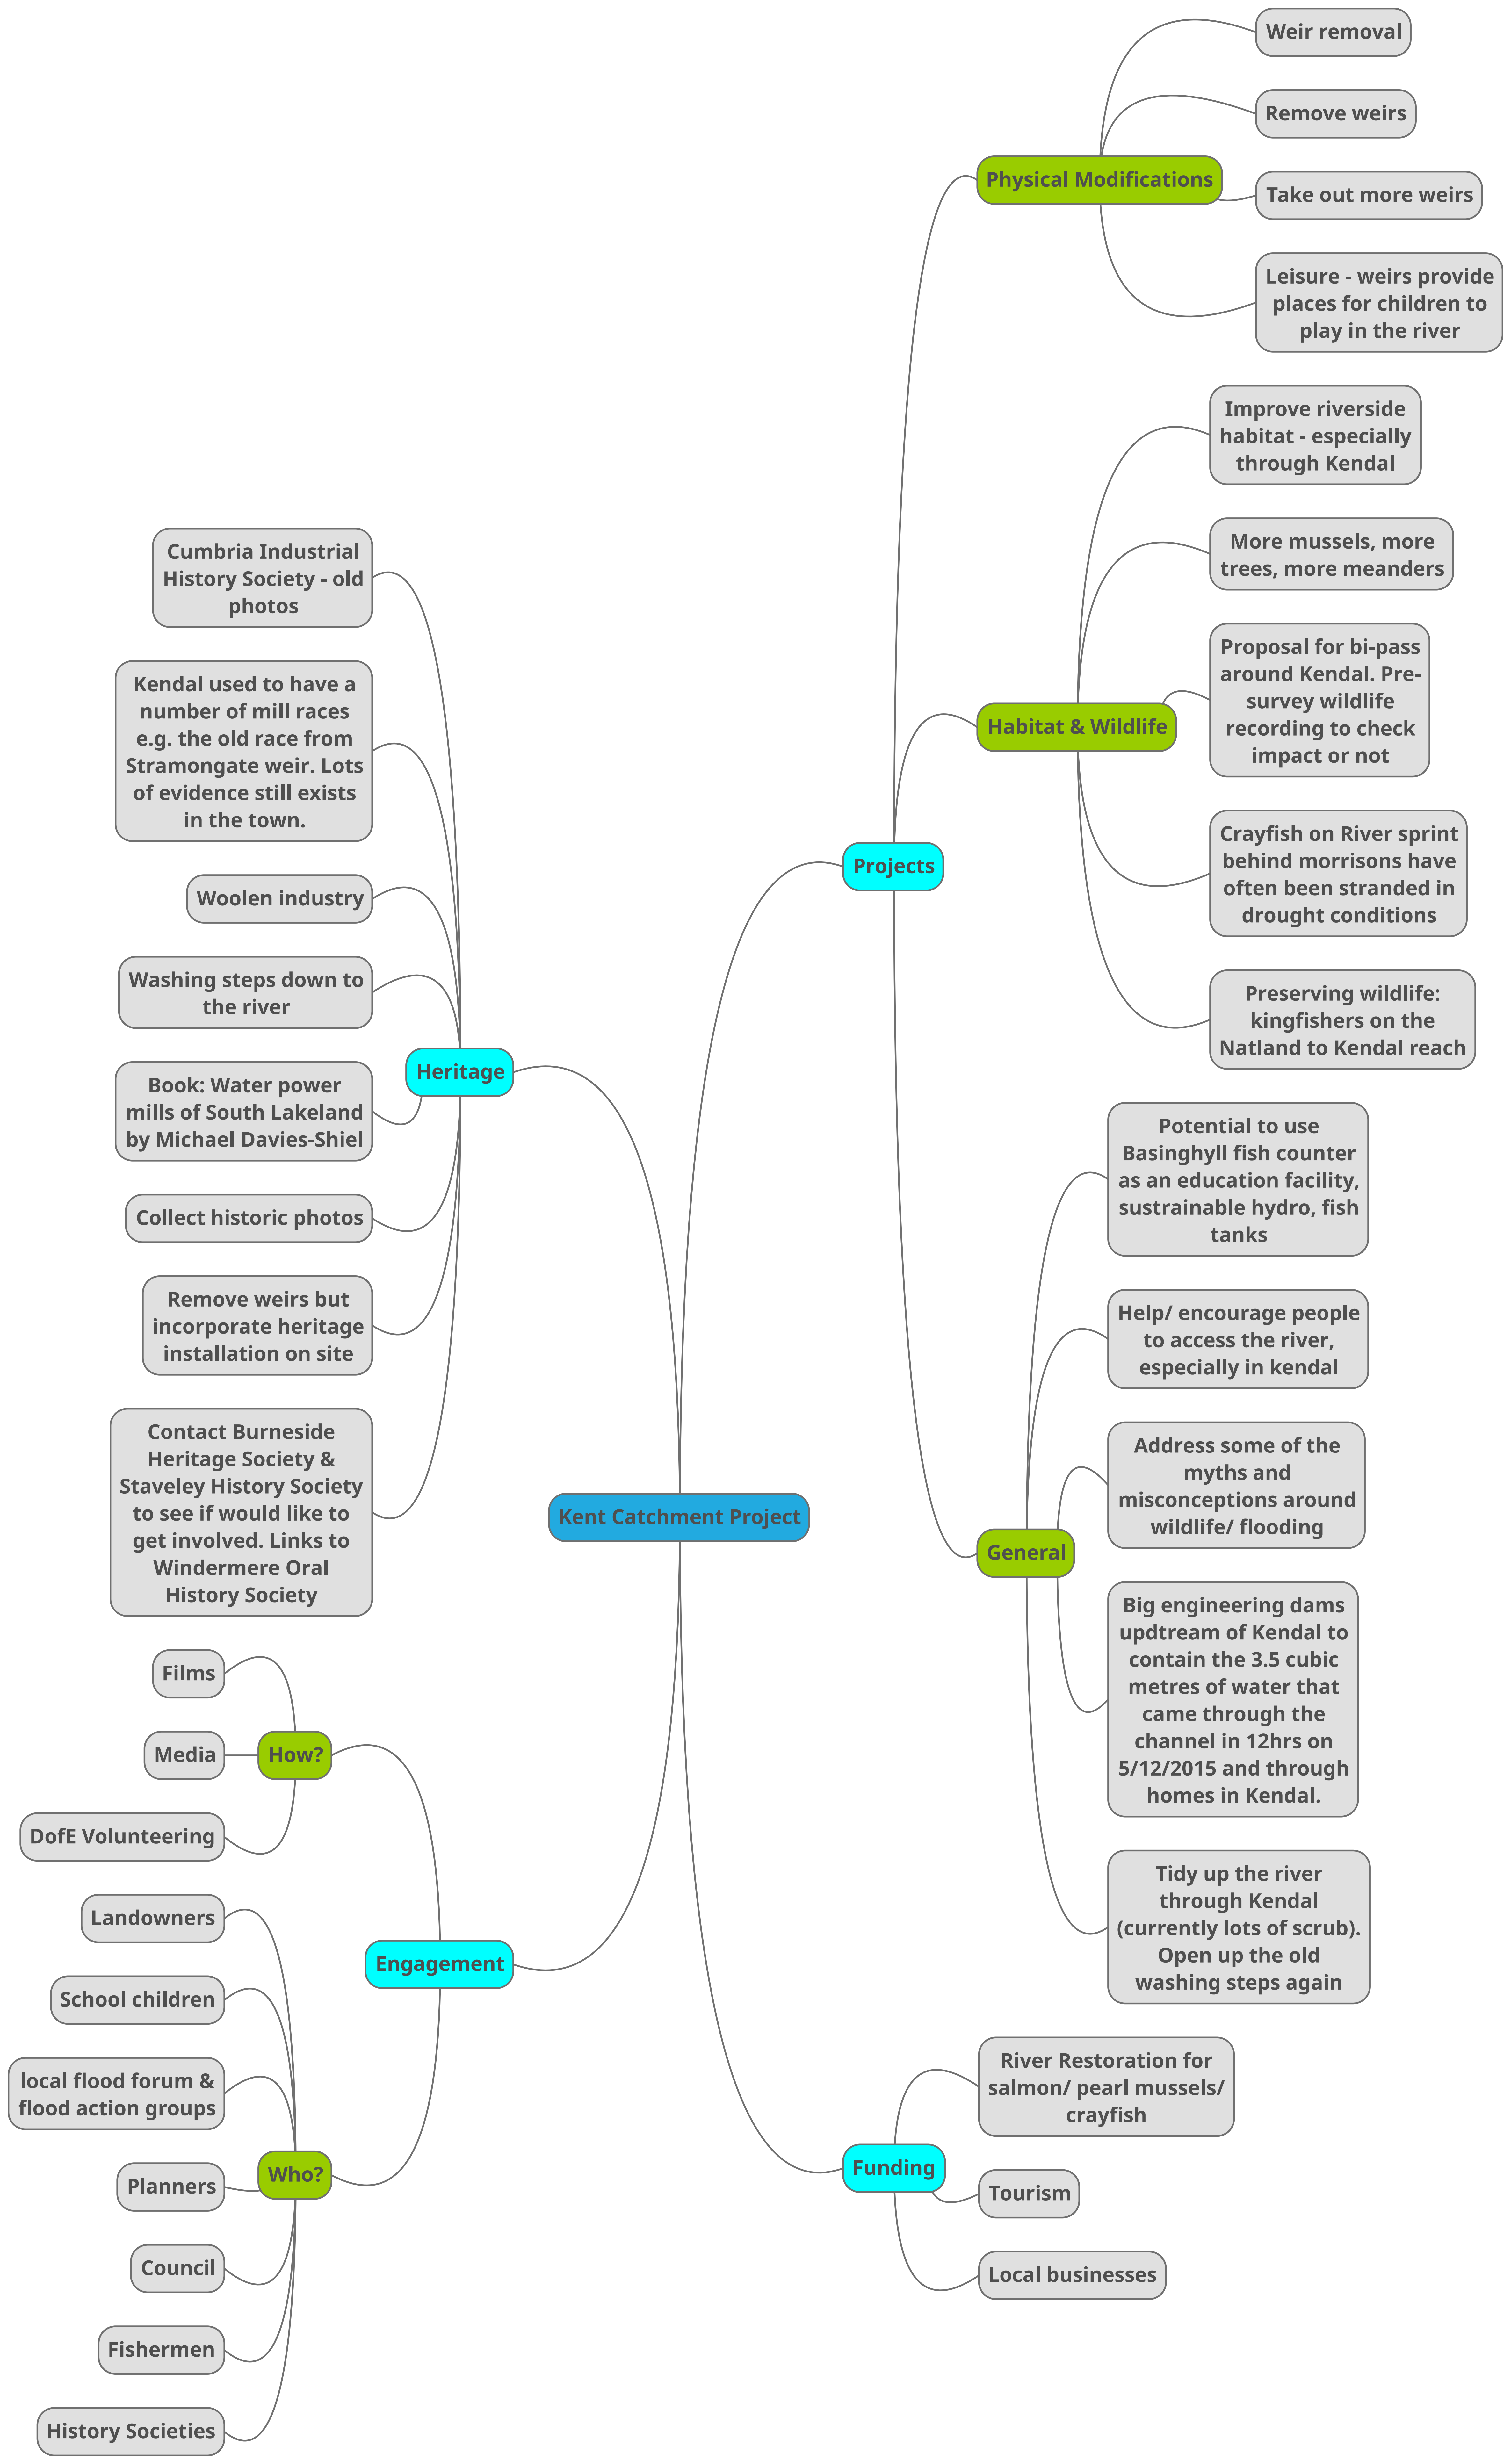 Kent Catchment Project
Projects
Physical Modifications
Weir removal
Remove weirs
Take out more weirs
Leisure - weirs provide
places for children to
play in the river
Habitat & Wildlife
Improve riverside
habitat - especially
through Kendal
More mussels, more
trees, more meanders
Proposal for bi-pass
around Kendal. Pre-
survey wildlife
recording to check
impact or not
Crayfish on River sprint
behind morrisons have
often been stranded in
drought conditions
Preserving wildlife:
kingfishers on the
Natland to Kendal reach
General
Potential to use
Basinghyll fish counter
as an education facility,
sustrainable hydro, fish
tanks
Help/ encourage people
to access the river,
especially in kendal
Address some of the
myths and
misconceptions around
wildlife/ flooding
Big engineering dams
updtream of Kendal to
contain the 3.5 cubic
metres of water that
came through the
channel in 12hrs on
5/12/2015 and through
homes in Kendal.
Tidy up the river
through Kendal
(currently lots of scrub).
Open up the old
washing steps again
Funding
River Restoration for
salmon/ pearl mussels/
crayfish
Tourism
Local businesses
Heritage
Cumbria Industrial
History Society - old
photos
Kendal used to have a
number of mill races
e.g. the old race from
Stramongate weir. Lots
of evidence still exists
in the town.
Woolen industry
Washing steps down to
the river
Book: Water power
mills of South Lakeland
by Michael Davies-Shiel
Collect historic photos
Remove weirs but
incorporate heritage
installation on site
Contact Burneside
Heritage Society &
Staveley History Society
to see if would like to
get involved. Links to
Windermere Oral
History Society
Engagement
How?
Films
Media
DofE Volunteering
Who?
Landowners
School children
local flood forum &
flood action groups
Planners
Council
Fishermen
History Societies